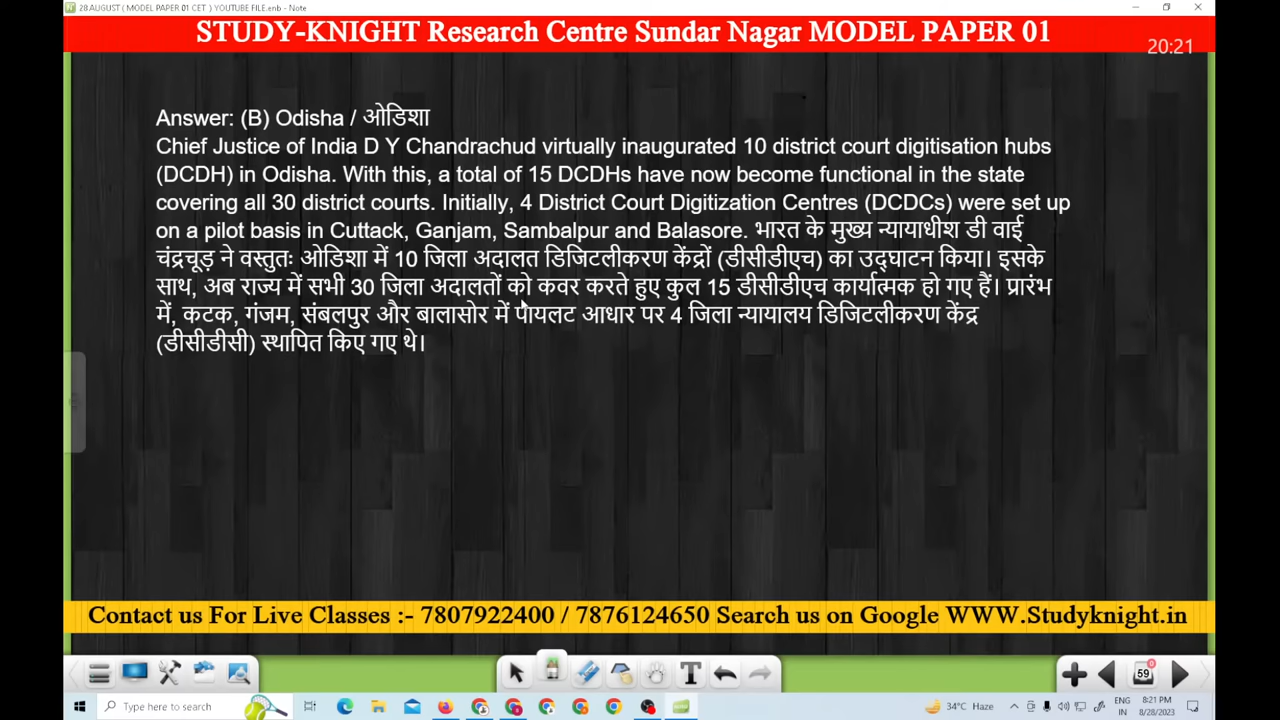 28 AUGUST ( MODEL PAPER 01 CET ) YOUTUBE FILE.enb - Note
STUDY-KNIGHT Research Centre Sundar Nagar MODEL PAPER 01
20:21
Answer: (B) Odisha / ओडिशा
Chief Justice of India D Y Chandrachud virtually inaugurated 10 district court digitisation hubs
(DCDH) in Odisha. With this, a total of 15 DCDHs have now become functional in the state
covering all 30 district courts. Initially, 4 District Court Digitization Centres (DCDCs) were set up
on a pilot basis in Cuttack, Ganjam, Sambalpur and Balasore. भारत के मुख्य न्यायाधीश डी वाई
चंद्रचूड़ ने वस्तुतः ओडिशा में 10 जिला अदालत डिजिटलीकरण केंद्रों (डीसीडीएच) का उद्घाटन किया। इसके
साथ, अब राज्य में सभी 30 जिला अदालतों को कवर करते हुए कुल 15 डीसीडीएच कार्यात्मक हो गए हैं। प्रारंभ
में, कटक, गंजम, संबलपुर और बालासोर में पायलट आधार पर 4 जिला न्यायालय डिजिटलीकरण केंद्र
(डीसीडीसी) स्थापित किए गए थे।
Contact us For Live Classes :- 7807922400 / 7876124650 Search us on Google WWW.Studyknight.in
59
0
Type here to search
34°C Haze
ENG
IN
8:21 PM
8/28/2023